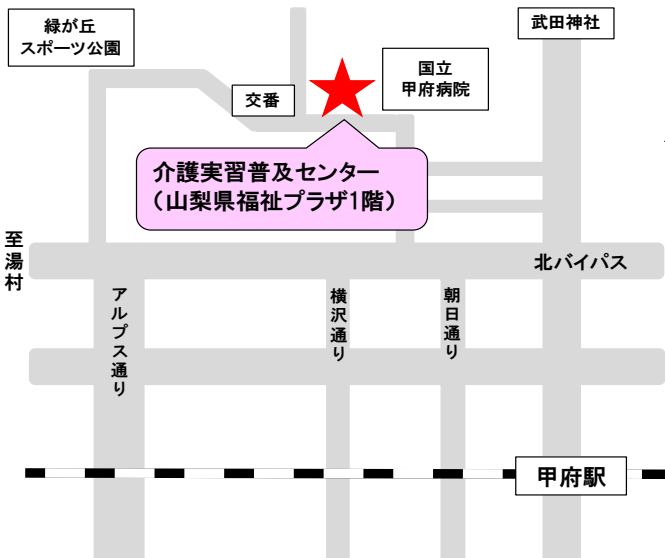 緑が丘
スポーツ公園
武田神社
国立
甲府病院
交番
介護実習普及センター
（山梨県福祉プラザ1階）
至湯村
北バイパス
アルプス通り
横沢通り
朝日通り
甲府駅